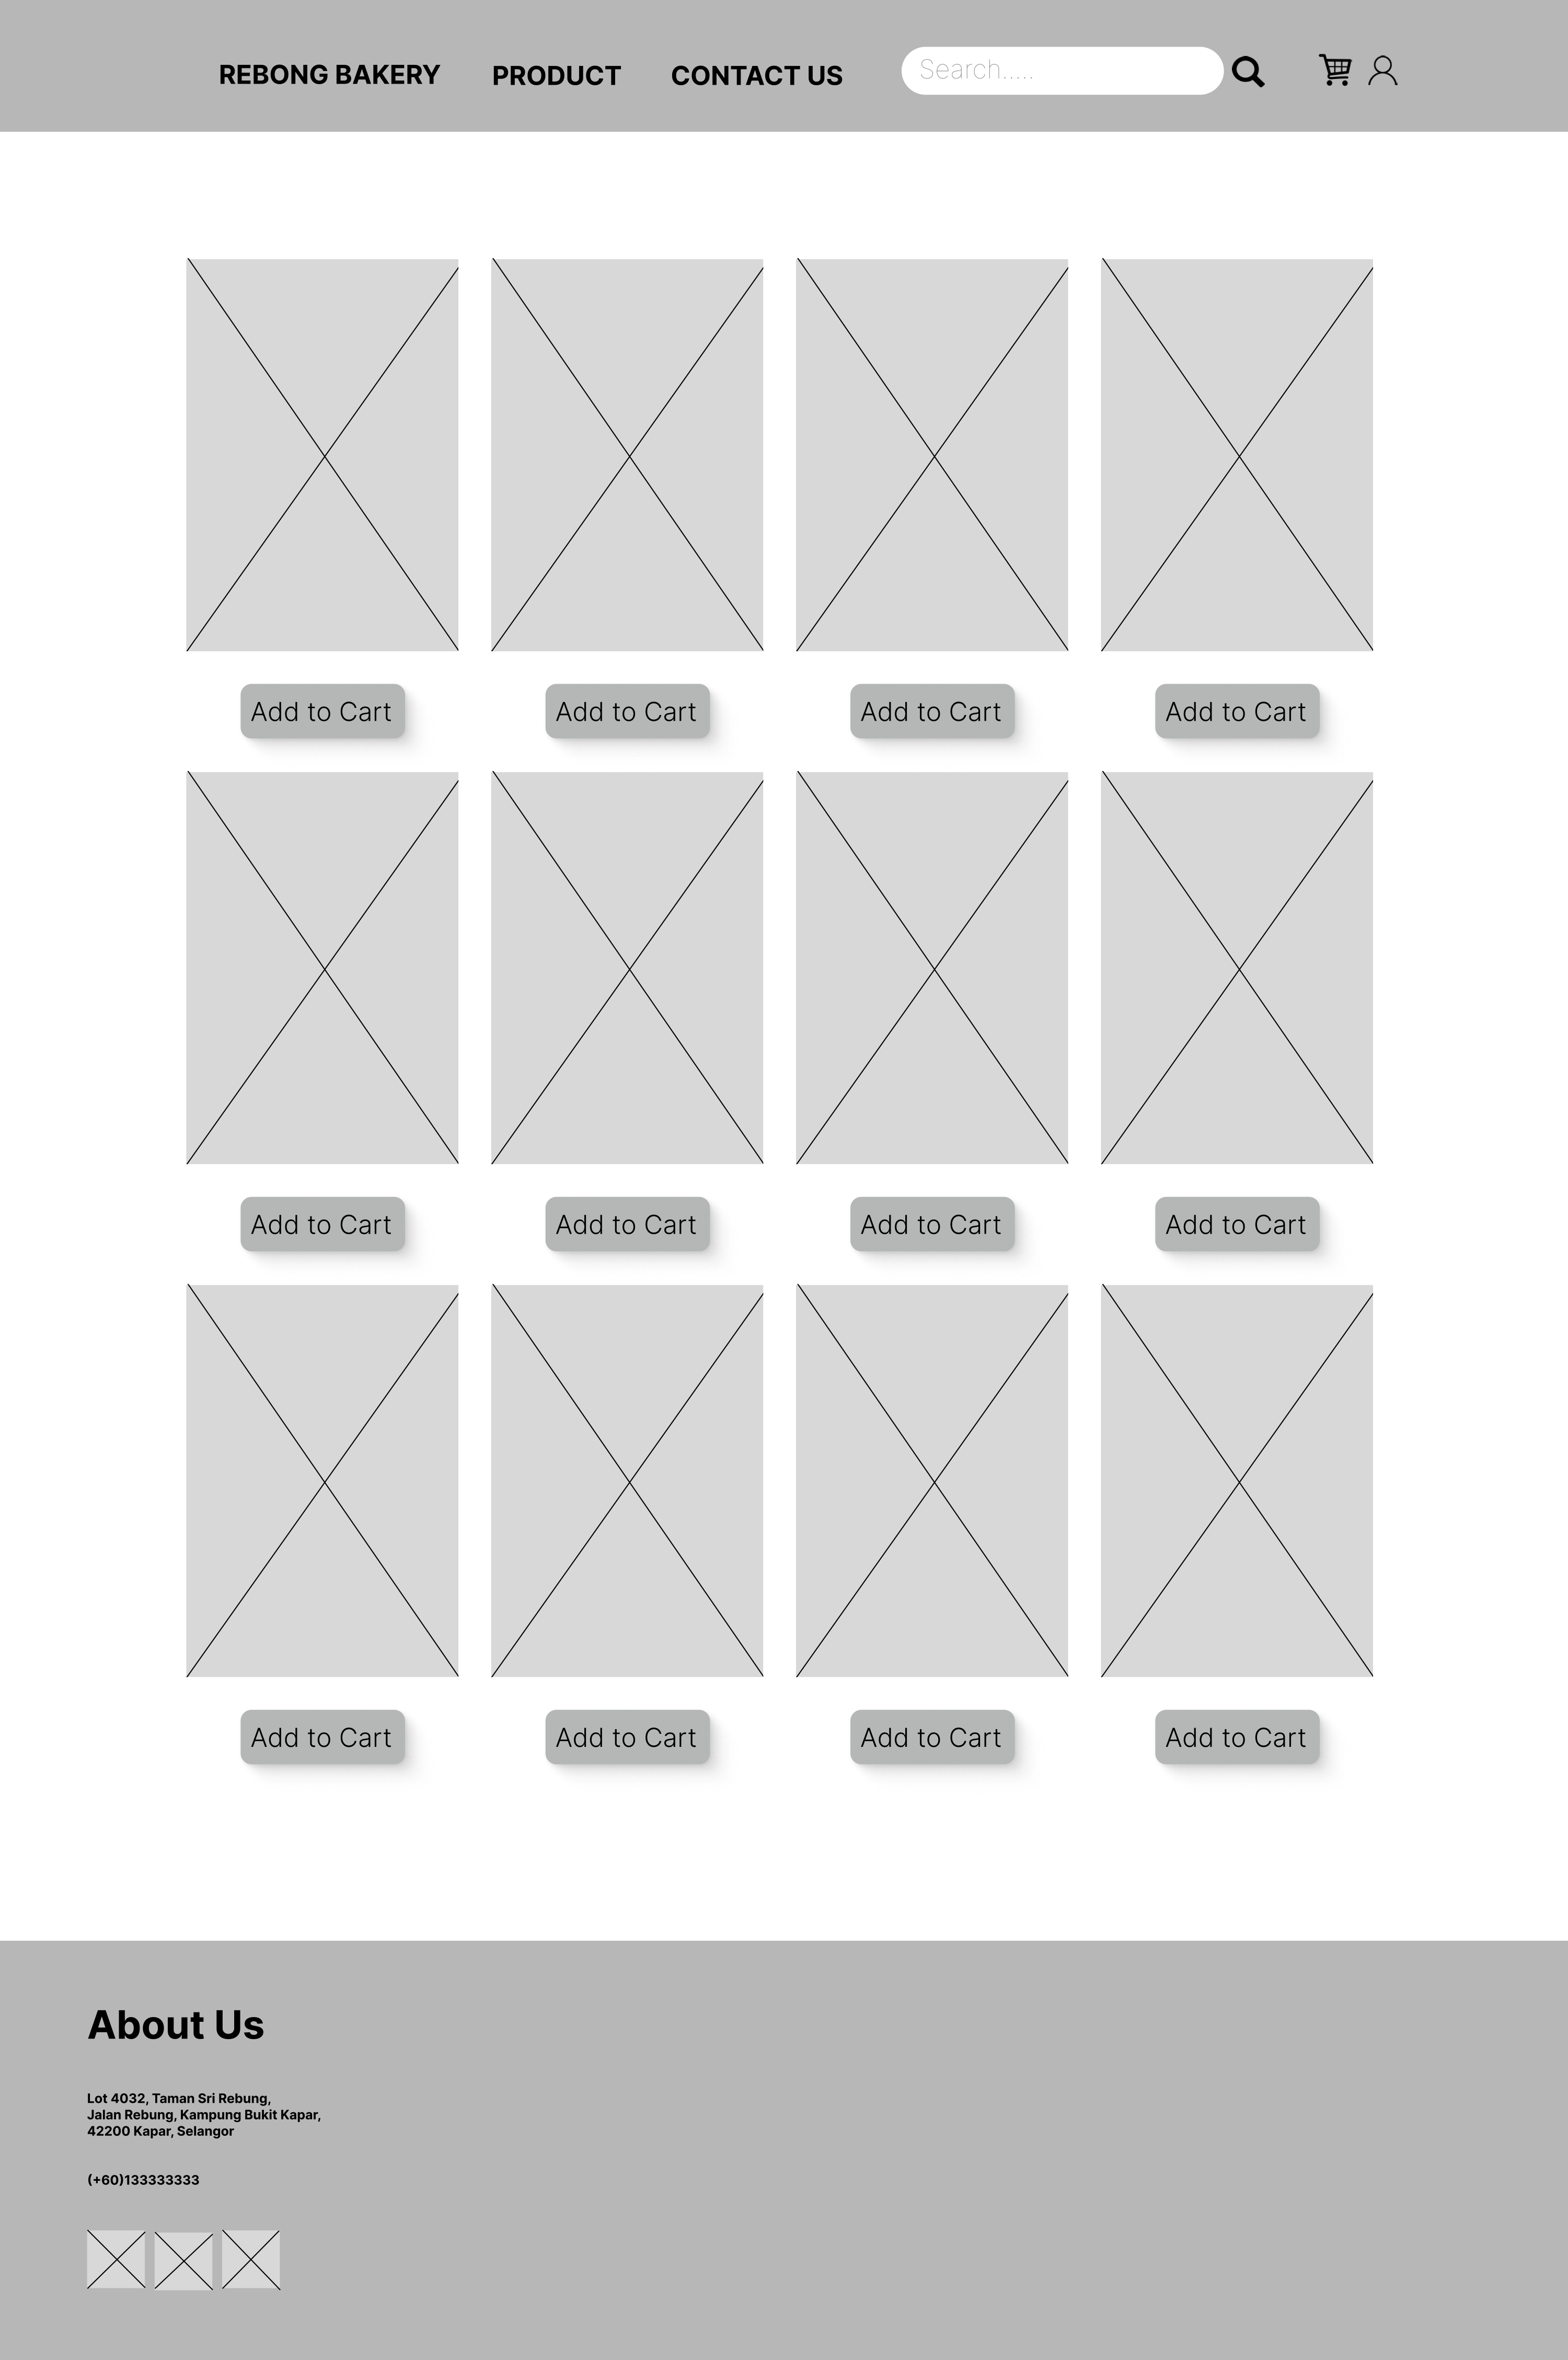 REBONG BAKERY PRODUCT CONTACT US Search.....
Add to Cart Add to Cart Add to Cart Add to Cart
Add to Cart Add to Cart Add to Cart Add to Cart
Add to Cart Add to Cart Add to Cart Add to Cart
About Us
Lot 4032, Taman Sri Rebung,
Jalan Rebung, Kampung Bukit Kapar,
42200 Kapar, Selangor
(+60)133333333